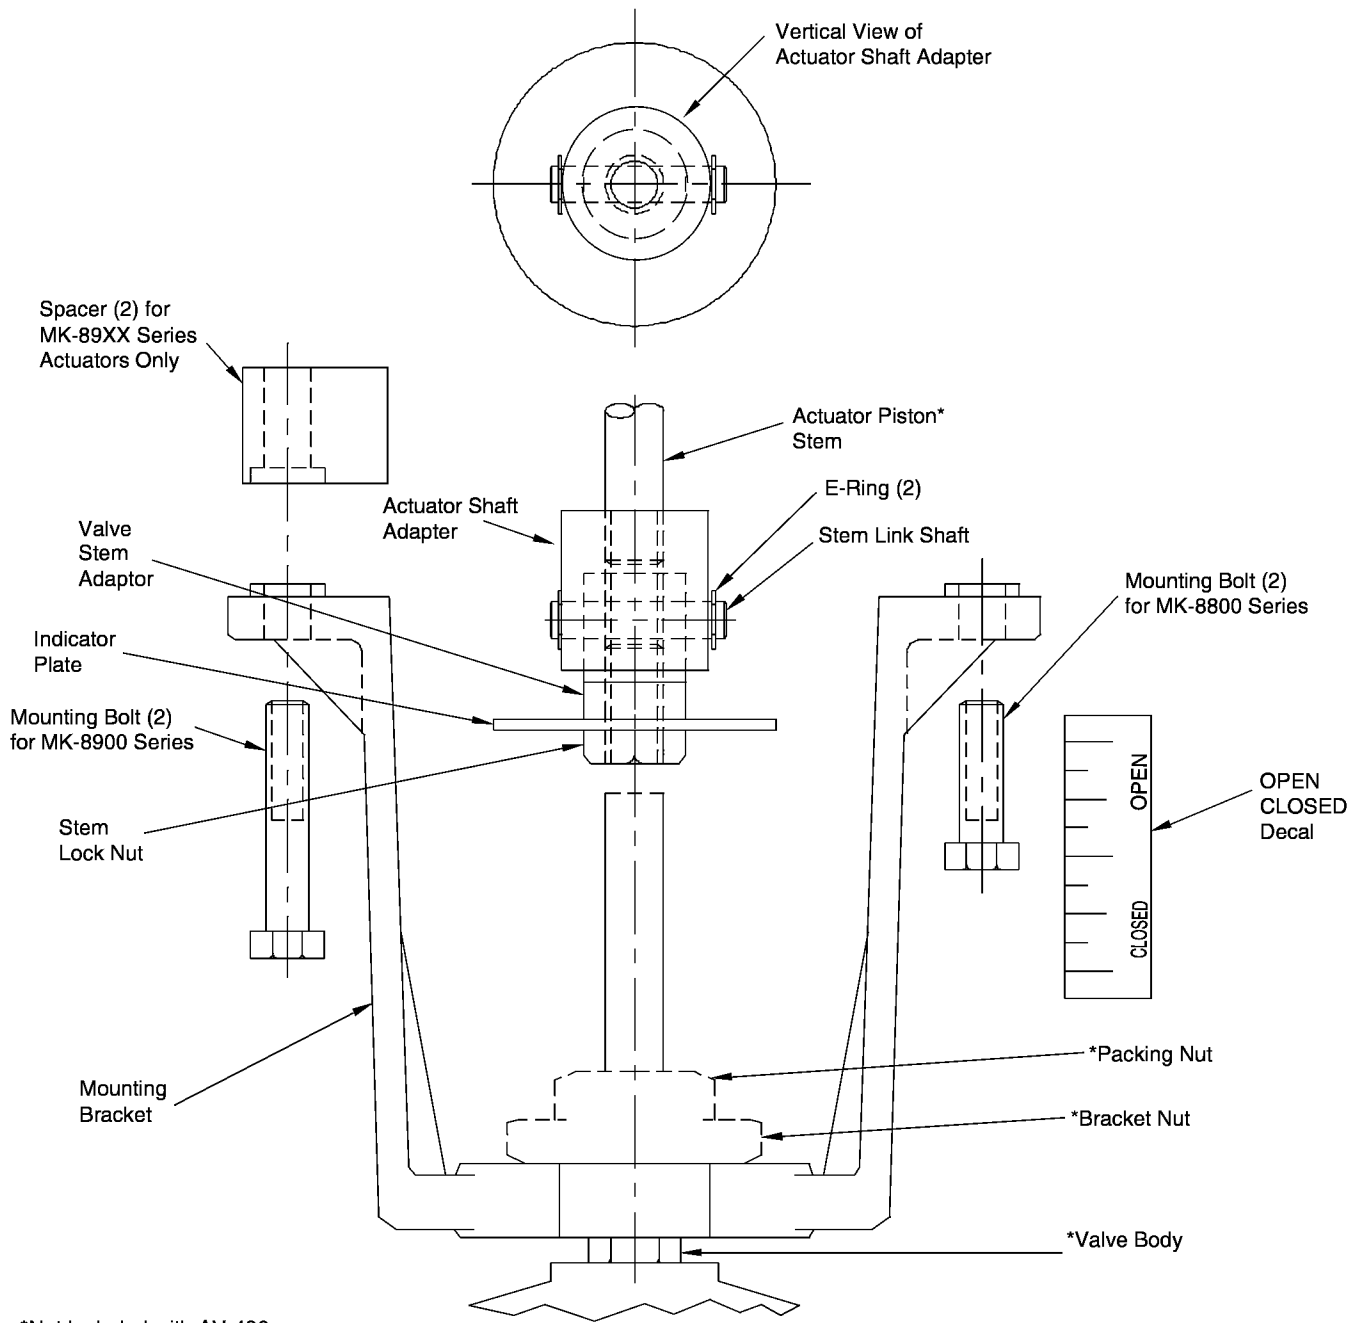 Vertical View of
Actuator Shaft Adapter
Spacer (2) for
MK-89XX Series
Actuators Only
Actuator Piston*
Stem
E-Ring (2)
Actuator Shaft
Adapter
Stem Link Shaft
Valve
Stem
Adaptor
Mounting Bolt (2)
for MK-8800 Series
Indicator
Plate
Mounting Bolt (2)
for MK-8900 Series
OPEN
CLOSED
OPEN
CLOSED
Decal
Stem
Lock Nut
*Packing Nut
Mounting
Bracket
*Bracket Nut
*Valve Body